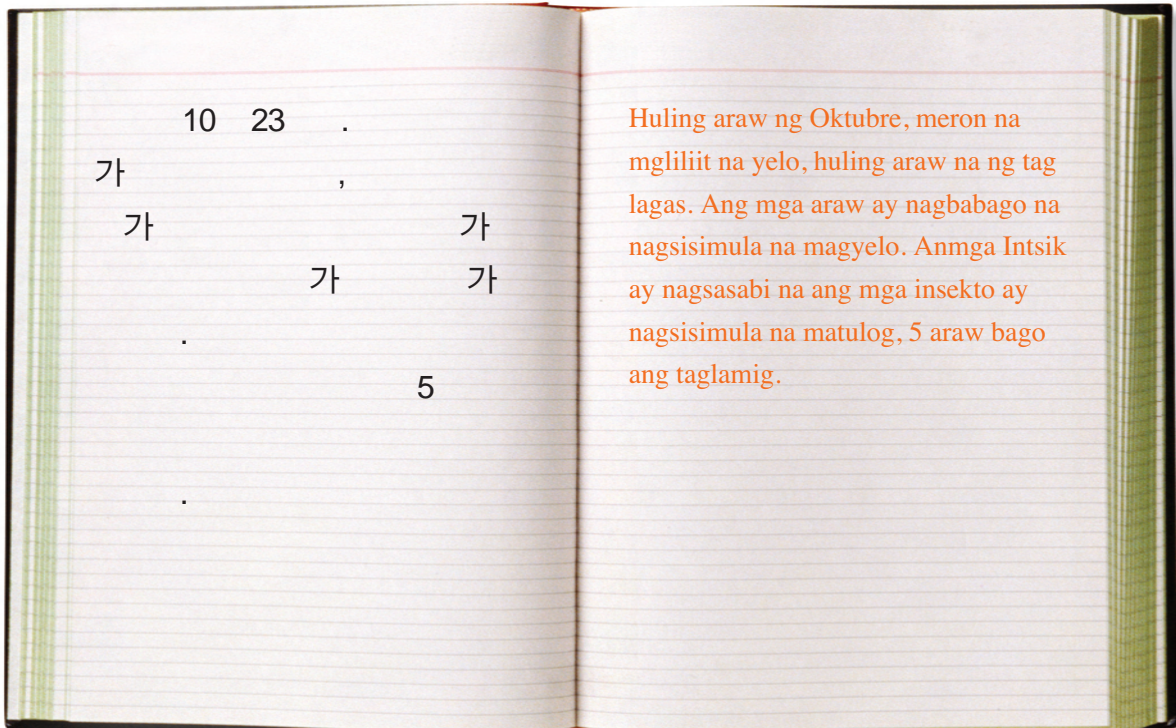 10 23 .
가 ,
가 가
가 가
.
5
.
Huling araw ng Oktubre, meron na
mgliliit na yelo, huling araw na ng tag
lagas. Ang mga araw ay nagbabago na
nagsisimula na magyelo. Anmga Intsik
ay nagsasabi na ang mga insekto ay
nagsisimula na matulog, 5 araw bago
ang taglamig.